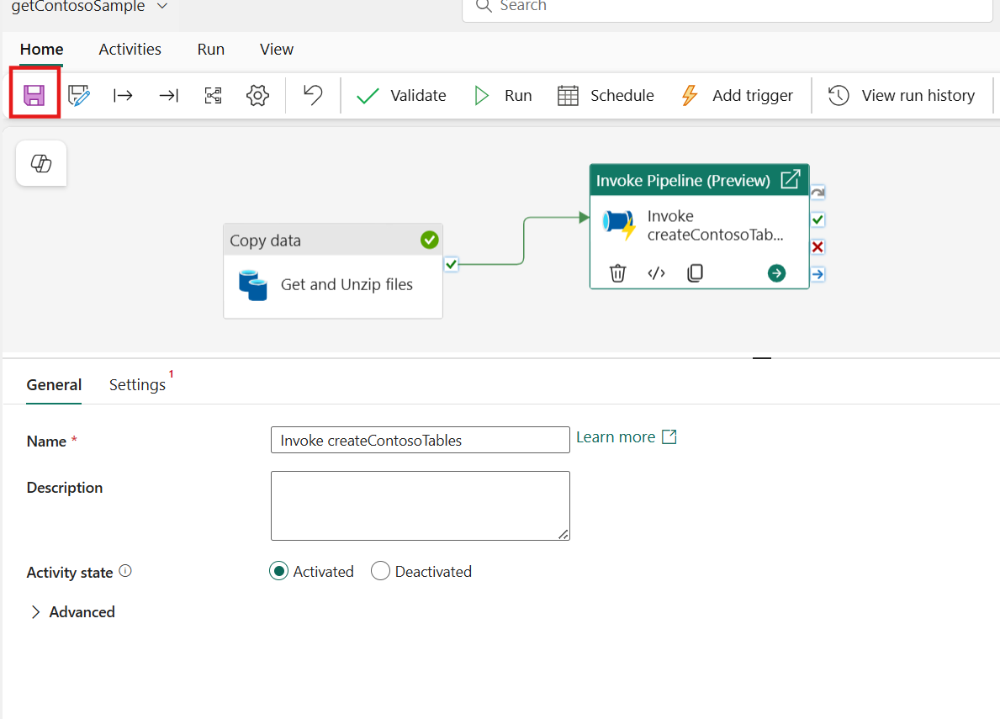 getContosoSample
Search
Home Activities Run View
Validate Run Schedule Add trigger View run history
Invoke Pipeline (Preview)
Invoke
createContosoTab...
Copy data
Get and Unzip files
General Settings 1
Name * Invoke createContosoTables Learn more
Description
Activity state Activated Deactivated
Advanced